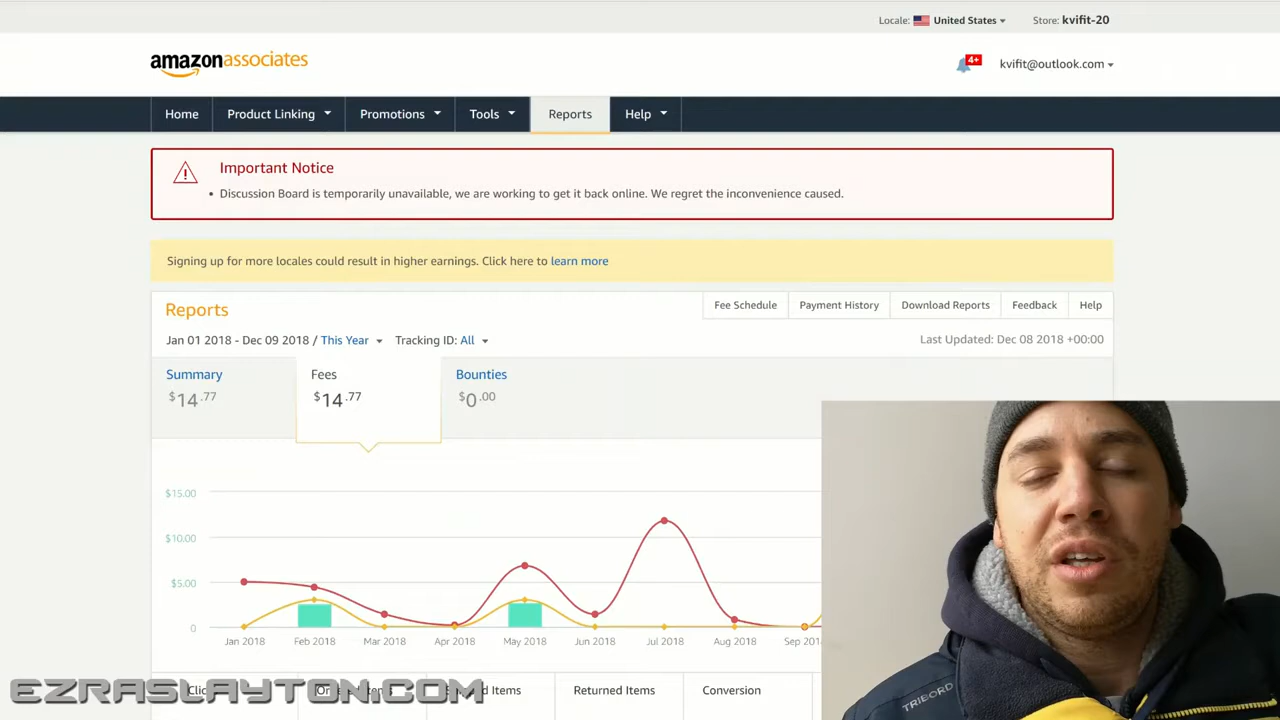 Locale: United States Store: kvifit-20
amazonassociates
4+ kvifit@outlook.com
Home Product Linking Promotions Tools Reports Help
Important Notice
• Discussion Board is temporarily unavailable, we are working to get it back online. We regret the inconvenience caused.
Signing up for more locales could result in higher earnings. Click here to learn more
Reports Fee Schedule Payment History Download Reports Feedback Help
Jan 01 2018 - Dec 09 2018 / This Year Tracking ID: All Last Updated: Dec 08 2018 +00:00
Summary Fees Bounties
$14.77 $14.77 $0.00
$15.00
$10.00
$5.00
0
Jan 2018 Feb 2018 Mar 2018 Apr 2018 May 2018 Jun 2018 Jul 2018 Aug 2018 Sep 201
Items Returned Items Conversion
EZRASLAYTON.COM
TRIBORD